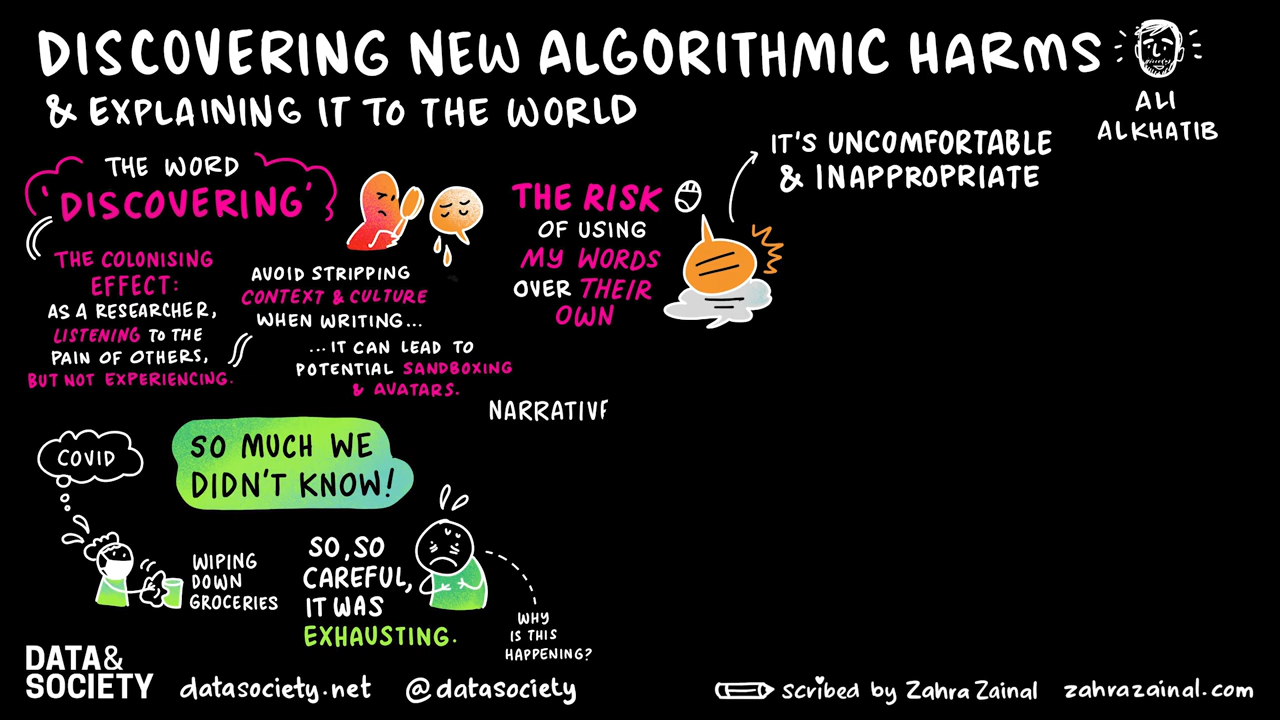 DISCOVERING NEW ALGORITHMIC HARMS
& EXPLAINING IT TO THE WORLD
ALI
ALKHATIB
THE WORD
'DISCOVERING'
THE COLONISING
EFFECT:
AS A RESEARCHER,
LISTENING TO THE
PAIN OF OTHERS,
BUT NOT EXPERIENCING.
AVOID STRIPPING
CONTEXT & CULTURE
WHEN WRITING...
...IT CAN LEAD TO
POTENTIAL SANDBOXING
& AVATARS.
THE RISK
OF USING
MY WORDS
OVER THEIR
OWN
IT'S UNCOMFORTABLE
& INAPPROPRIATE
NARRATIVE
COVID
SO MUCH WE
DIDN'T KNOW!
WIPING
DOWN
GROCERIES
SO, SO
CAREFUL,
IT WAS
EXHAUSTING.
WHY
IS THIS
HAPPENING?
DATA&
SOCIETY
datasociety.net
@datasociety
scribed by Zahra Zainal
zahrazainal.com